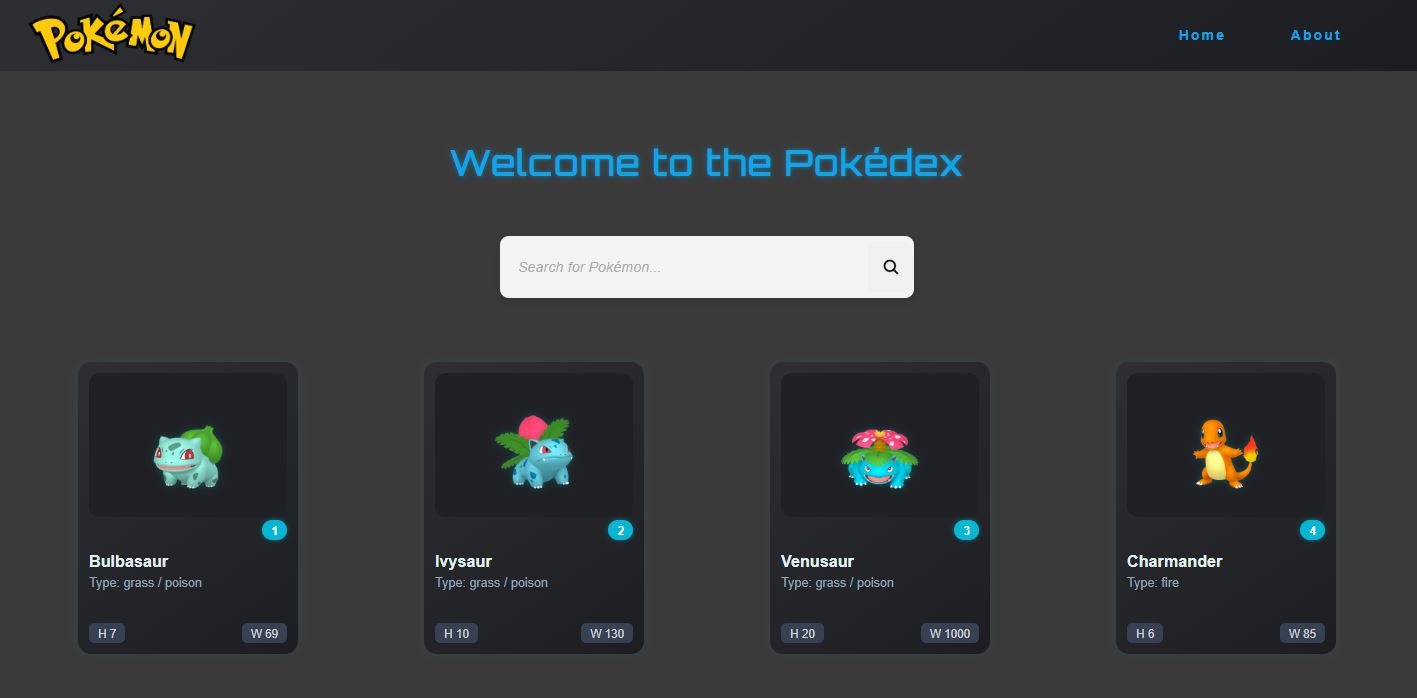 POKéMON
Home
About
Welcome to the Pokédex
Search for Pokémon...
1
Bulbasaur
Type: grass / poison
H 7 W 69
2
Ivysaur
Type: grass / poison
H 10 W 130
3
Venusaur
Type: grass / poison
H 20 W 1000
4
Charmander
Type: fire
H 6 W 85